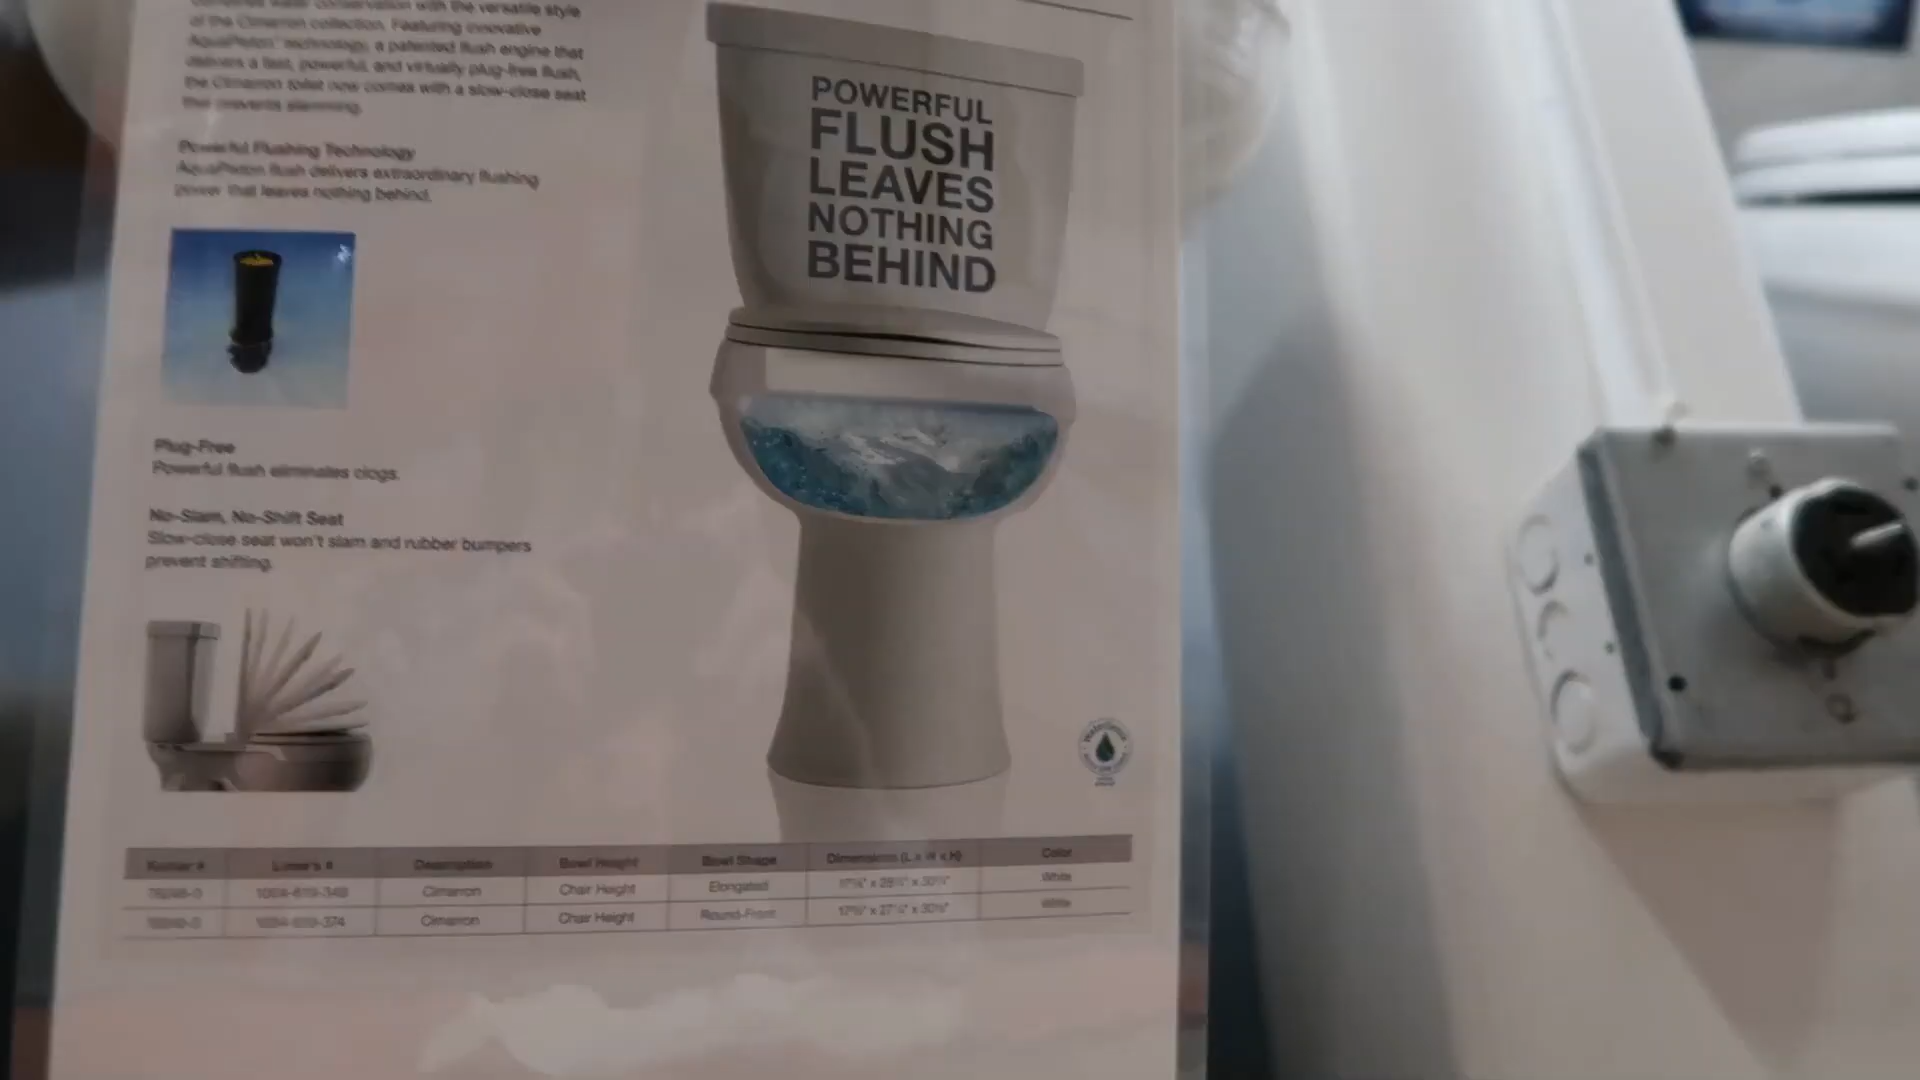 combines water conservation with the versatile style
of the Cimarron collection. Featuring innovative
AquaPiston technology, a patented flush engine that
delivers a fast, powerful, and virtually plug-free flush,
the Cimarron toilet now comes with a slow-close seat
that prevents slamming.
Powerful Flushing Technology
AquaPiston flush delivers extraordinary flushing
power that leaves nothing behind.
Plug-Free
Powerful flush eliminates clogs.
No-Slam, No-Shift Seat
Slow-close seat won't slam and rubber bumpers
prevent shifting.
POWERFUL
FLUSH
LEAVES
NOTHING
BEHIND
WaterSense
Kohler # Lowe's # Description Bowl Height Bowl Shape Dimensions (L x W x H) Color
Cimarron Chair Height Elongated White
Cimarron Chair Height Round-Front White